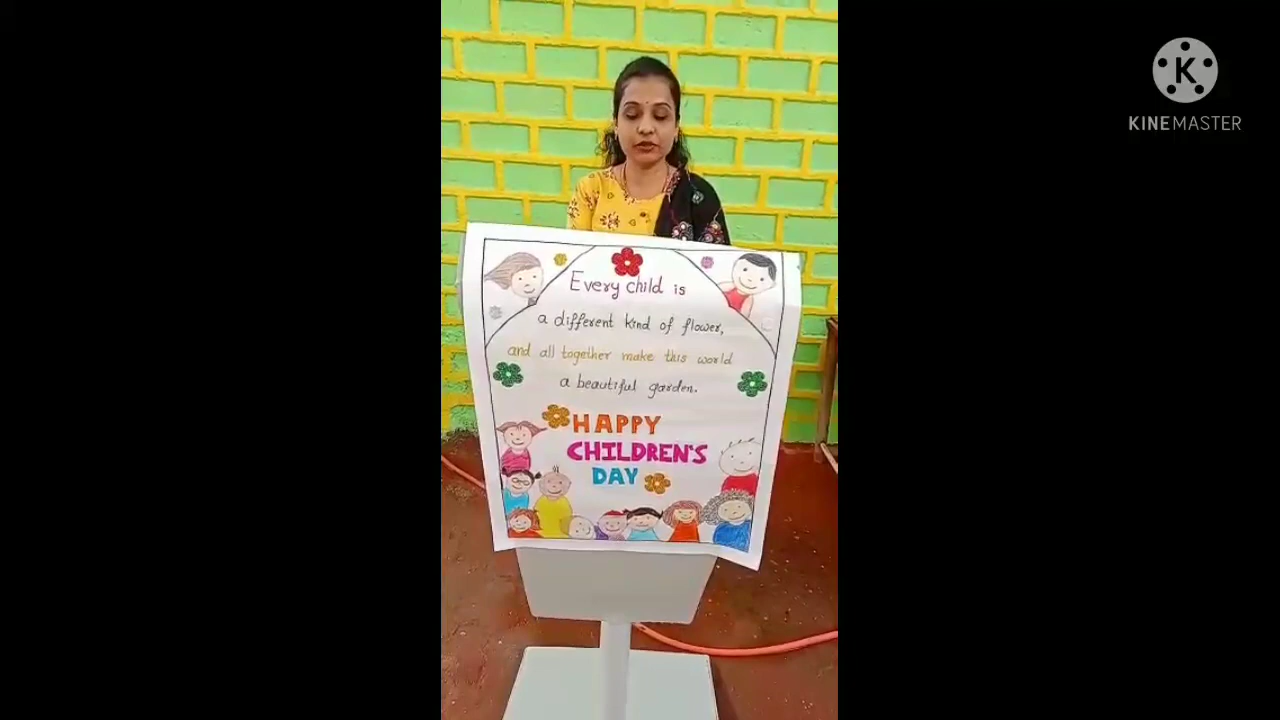 Every child is
a different kind of flower,
and all together make this world
a beautiful garden.
HAPPY
CHILDREN'S
DAY
K
KINEMASTER